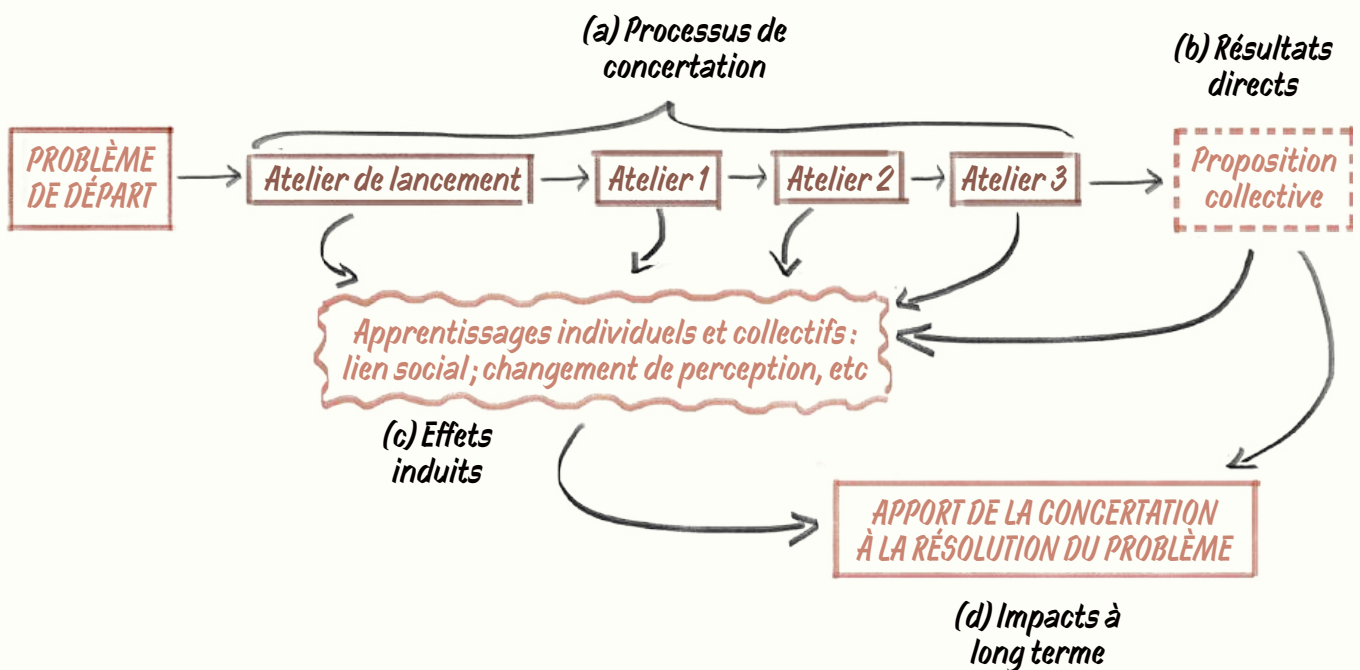 (a) Processus de
concertation
(b) Résultats
directs
PROBLÈME
DE DÉPART
Atelier de lancement
Atelier 1
Atelier 2
Atelier 3
Proposition
collective
Apprentissages individuels et collectifs :
lien social ; changement de perception, etc
(c) Effets
induits
APPORT DE LA CONCERTATION
À LA RÉSOLUTION DU PROBLÈME
(d) Impacts à
long terme